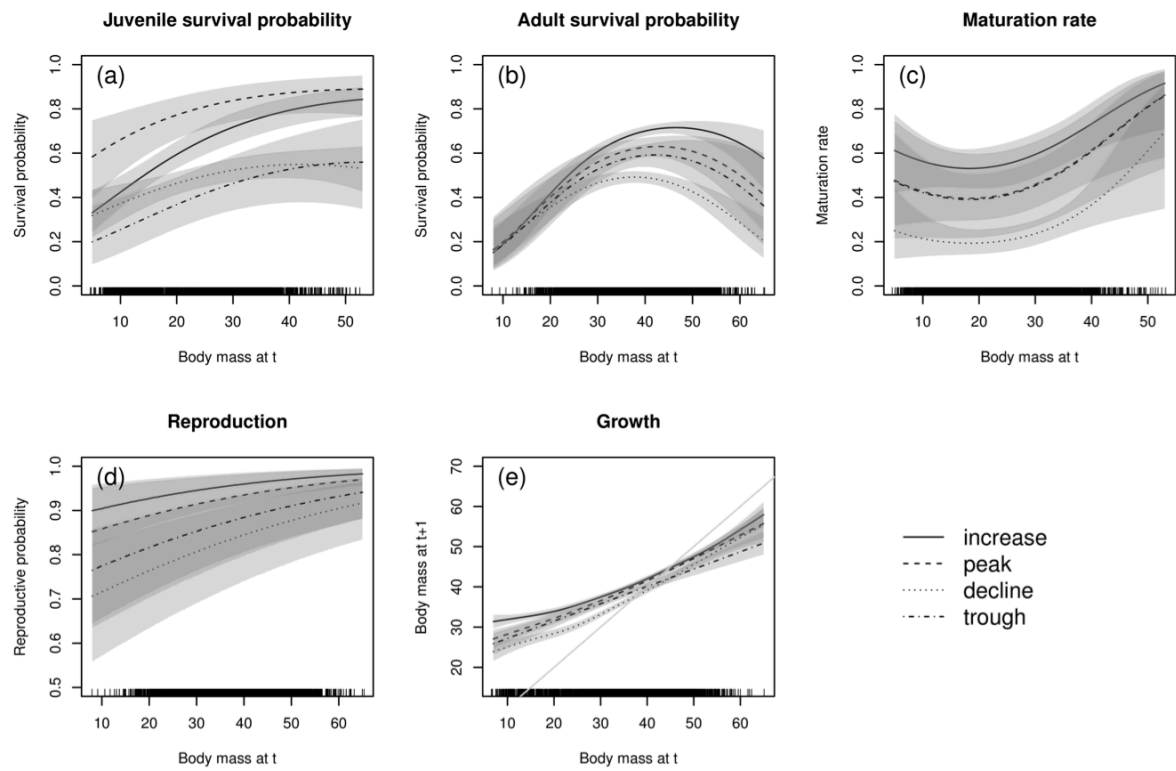 Juvenile survival probability
(a)
Survival probability
1.0
0.8
0.6
0.4
0.2
0.0
10 20 30 40 50
Body mass at t
Adult survival probability
(b)
Survival probability
1.0
0.8
0.6
0.4
0.2
0.0
10 20 30 40 50 60
Body mass at t
Maturation rate
(c)
Maturation rate
1.0
0.8
0.6
0.4
0.2
0.0
10 20 30 40 50
Body mass at t
Reproduction
(d)
Reproductive probability
1.0
0.9
0.8
0.7
0.6
0.5
10 20 30 40 50 60
Body mass at t
Growth
(e)
Body mass at t+1
70
60
50
40
30
20
10 20 30 40 50 60
Body mass at t
increase
peak
decline
trough